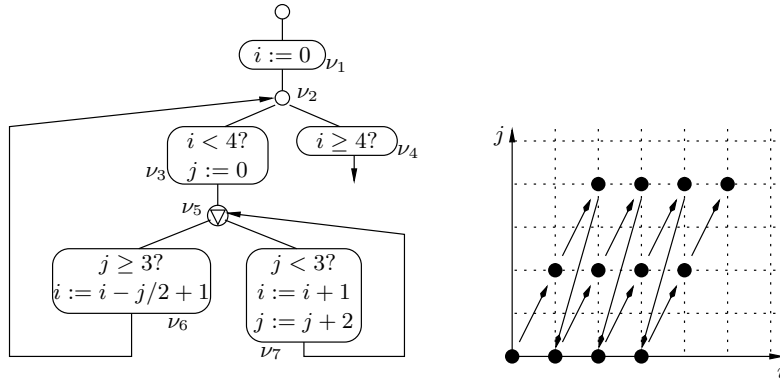 i := 0
ν1
ν2
i < 4?
j := 0
ν3
i ≥ 4?
ν4
ν5
j ≥ 3?
i := i − j/2 + 1
ν6
j < 3?
i := i + 1
j := j + 2
ν7
j
i